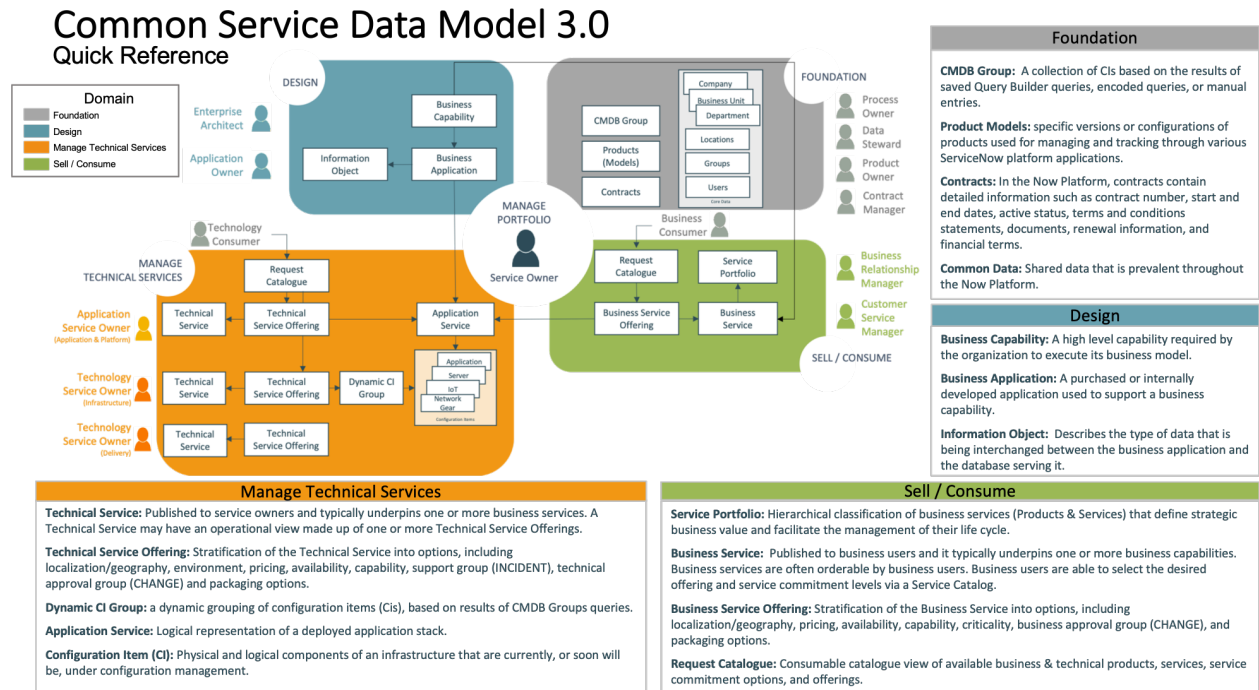 Common Service Data Model 3.0
Quick Reference
Domain
Foundation
Design
Manage Technical Services
Sell / Consume
DESIGN
Enterprise
Architect
Application
Owner
Business
Capability
Information
Object
Business
Application
FOUNDATION
CMDB Group
Products
(Models)
Contracts
Company
Business Unit
Department
Locations
Groups
Users
Core Data
Process
Owner
Data
Steward
Product
Owner
Contract
Manager
MANAGE
PORTFOLIO
Service Owner
Technology
Consumer
MANAGE
TECHNICAL SERVICES
Request
Catalogue
Application
Service Owner
(Application & Platform)
Technical
Service
Technical
Service Offering
Application
Service
Technology
Service Owner
(Infrastructure)
Technical
Service
Technical
Service Offering
Dynamic CI
Group
Application
Server
IoT
Network
Gear
Configuration Items
Technology
Service Owner
(Delivery)
Technical
Service
Technical
Service Offering
Business
Consumer
Request
Catalogue
Service
Portfolio
Business Service
Offering
Business
Service
Business
Relationship
Manager
Customer
Service
Manager
SELL / CONSUME
Foundation
CMDB Group: A collection of CIs based on the results of
saved Query Builder queries, encoded queries, or manual
entries.
Product Models: specific versions or configurations of
products used for managing and tracking through various
ServiceNow platform applications.
Contracts: In the Now Platform, contracts contain
detailed information such as contract number, start and
end dates, active status, terms and conditions
statements, documents, renewal information, and
financial terms.
Common Data: Shared data that is prevalent throughout
the Now Platform.
Design
Business Capability: A high level capability required by
the organization to execute its business model.
Business Application: A purchased or internally
developed application used to support a business
capability.
Information Object: Describes the type of data that is
being interchanged between the business application and
the database serving it.
Manage Technical Services
Technical Service: Published to service owners and typically underpins one or more business services. A
Technical Service may have an operational view made up of one or more Technical Service Offerings.
Technical Service Offering: Stratification of the Technical Service into options, including
localization/geography, environment, pricing, availability, capability, support group (INCIDENT), technical
approval group (CHANGE) and packaging options.
Dynamic CI Group: a dynamic grouping of configuration items (Cis), based on results of CMDB Groups queries.
Application Service: Logical representation of a deployed application stack.
Configuration Item (CI): Physical and logical components of an infrastructure that are currently, or soon will
be, under configuration management.
Sell / Consume
Service Portfolio: Hierarchical classification of business services (Products & Services) that define strategic
business value and facilitate the management of their life cycle.
Business Service: Published to business users and it typically underpins one or more business capabilities.
Business services are often orderable by business users. Business users are able to select the desired
offering and service commitment levels via a Service Catalog.
Business Service Offering: Stratification of the Business Service into options, including
localization/geography, pricing, availability, capability, criticality, business approval group (CHANGE), and
packaging options.
Request Catalogue: Consumable catalogue view of available business & technical products, services, service
commitment options, and offerings.